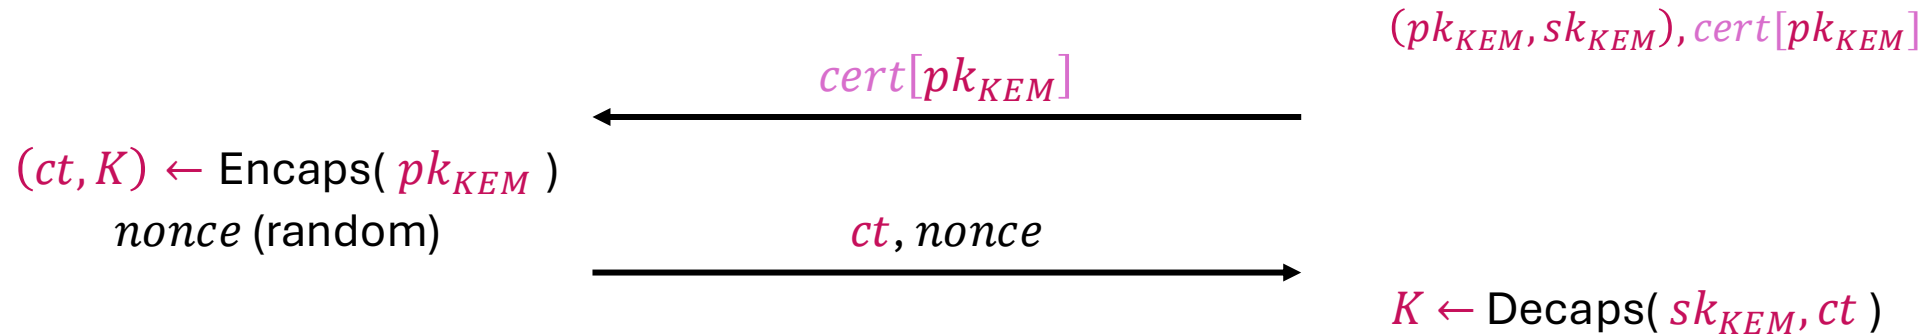 (pk_KEM, sk_KEM), cert[pk_KEM]
cert[pk_KEM]
(ct, K) ← Encaps( pk_KEM )
nonce (random)
ct, nonce
K ← Decaps( sk_KEM, ct )